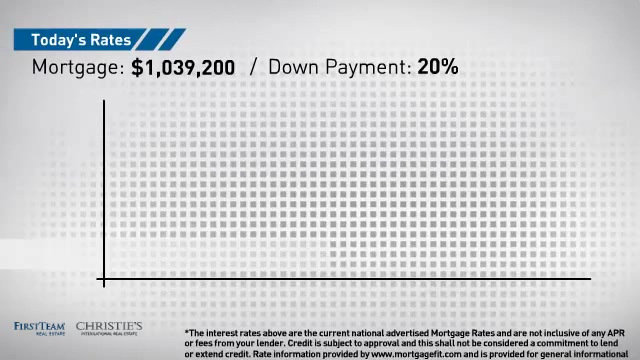 Today's Rates
Mortgage: $1,039,200 / Down Payment: 20%
FIRSTTEAM CHRISTIE'S
REAL ESTATE INTERNATIONAL REAL ESTATE
*The interest rates above are the current national advertised Mortgage Rates and are not inclusive of any APR
or fees from your lender. Credit is subject to approval and this shall not be considered a commitment to lend
or extend credit. Rate information provided by www.mortgagefit.com and is provided for general informational